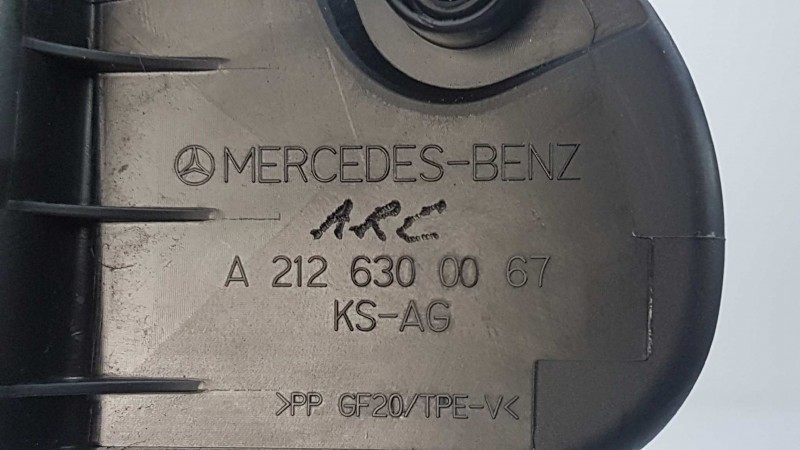 MERCEDES-BENZ
ARC
A 212 630 00 67
KS-AG
>PP GF20/TPE-V<